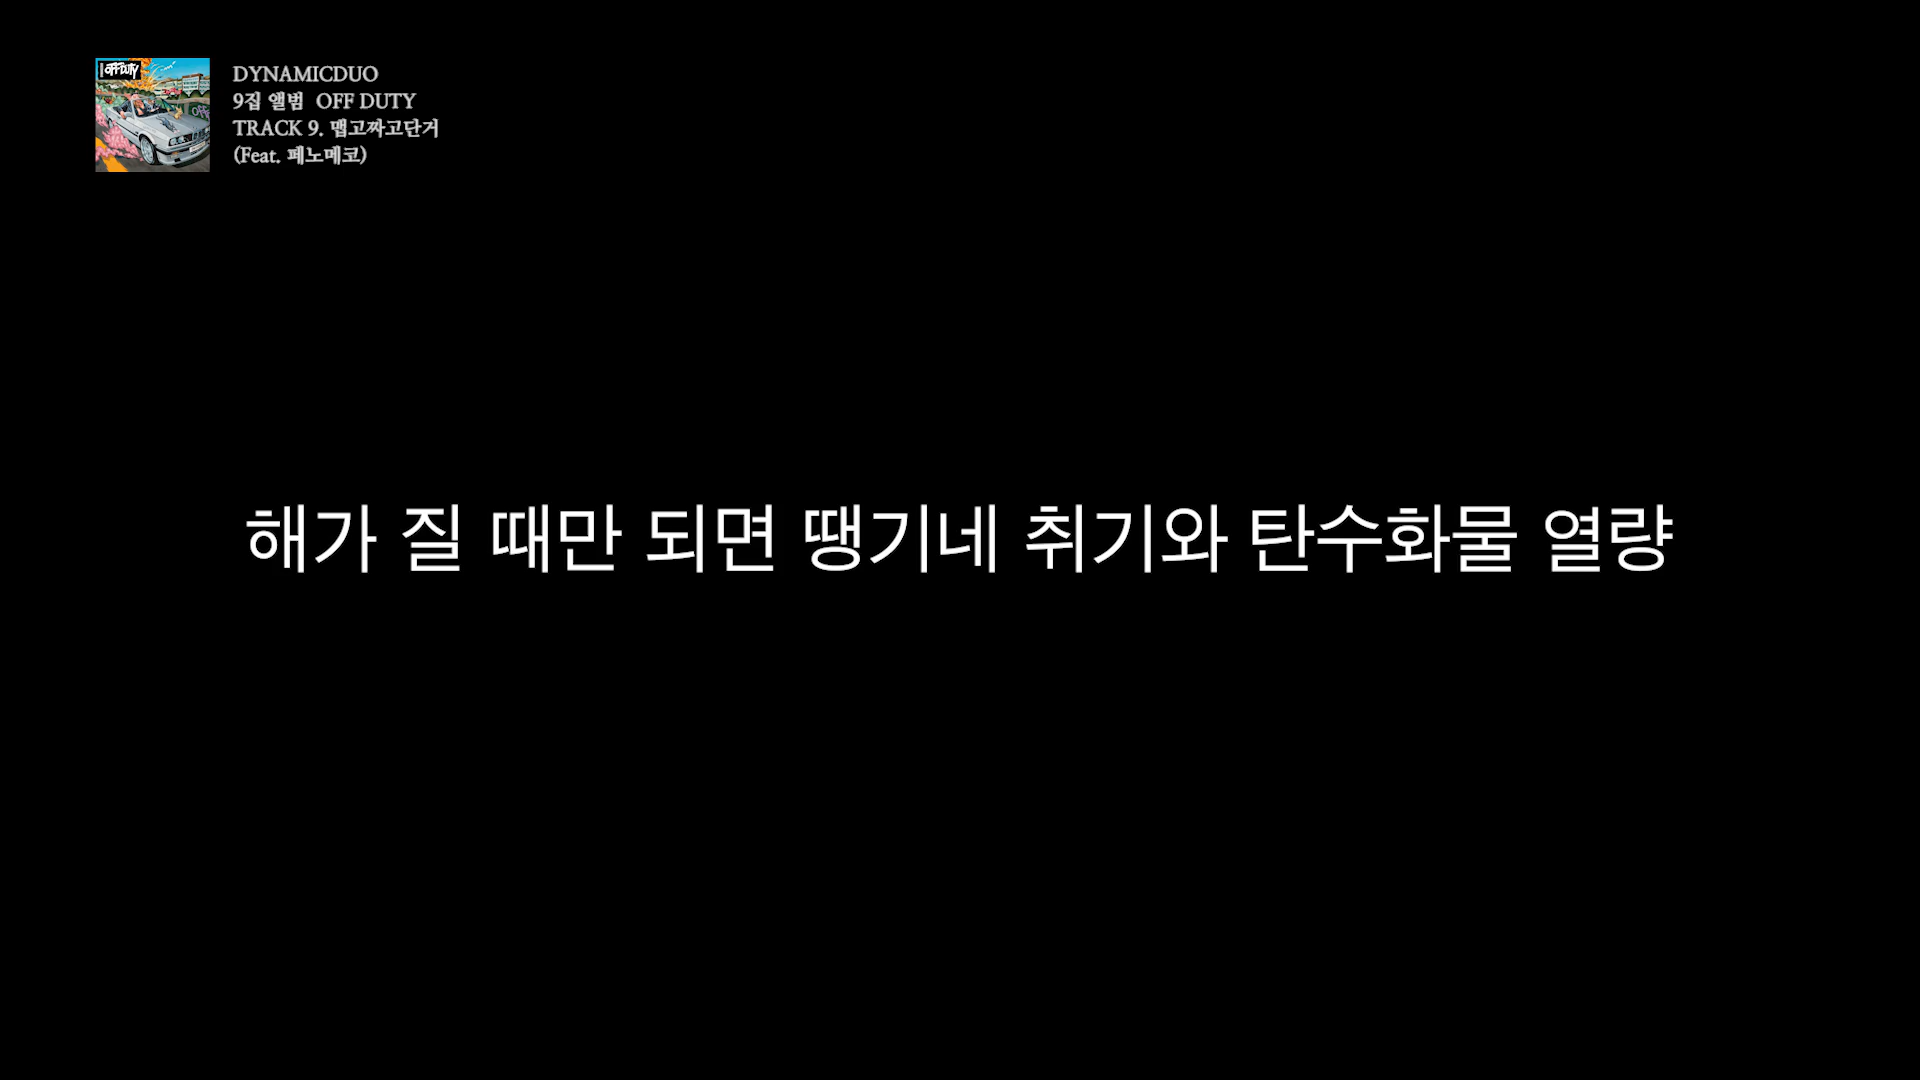 OFFDUTY
DYNAMICDUO
9집 앨범 OFF DUTY
TRACK 9. 맵고짜고단거
(Feat. 페노메코)
해가 질 때만 되면 땡기네 취기와 탄수화물 열량